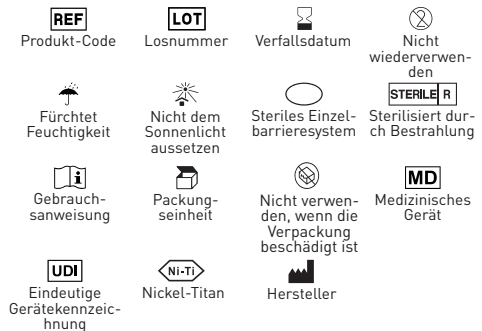 REF
LOT
Produkt-Code
Losnummer
Verfallsdatum
Nicht
wiederverwen-
den
2
STERILE R
Fürchtet
Feuchtigkeit
Nicht dem
Sonnenlicht
aussetzen
Steriles Einzel-
barrieresystem
Sterilisiert dur-
ch Bestrahlung
i
MD
Gebrauch-
sanweisung
Packung-
seinheit
Nicht verwen-
den, wenn die
Verpackung
beschädigt ist
Medizinisches
Gerät
UDI
Ni-Ti
Eindeutige
Gerätekennzeic-
hnung
Nickel-Titan
Hersteller